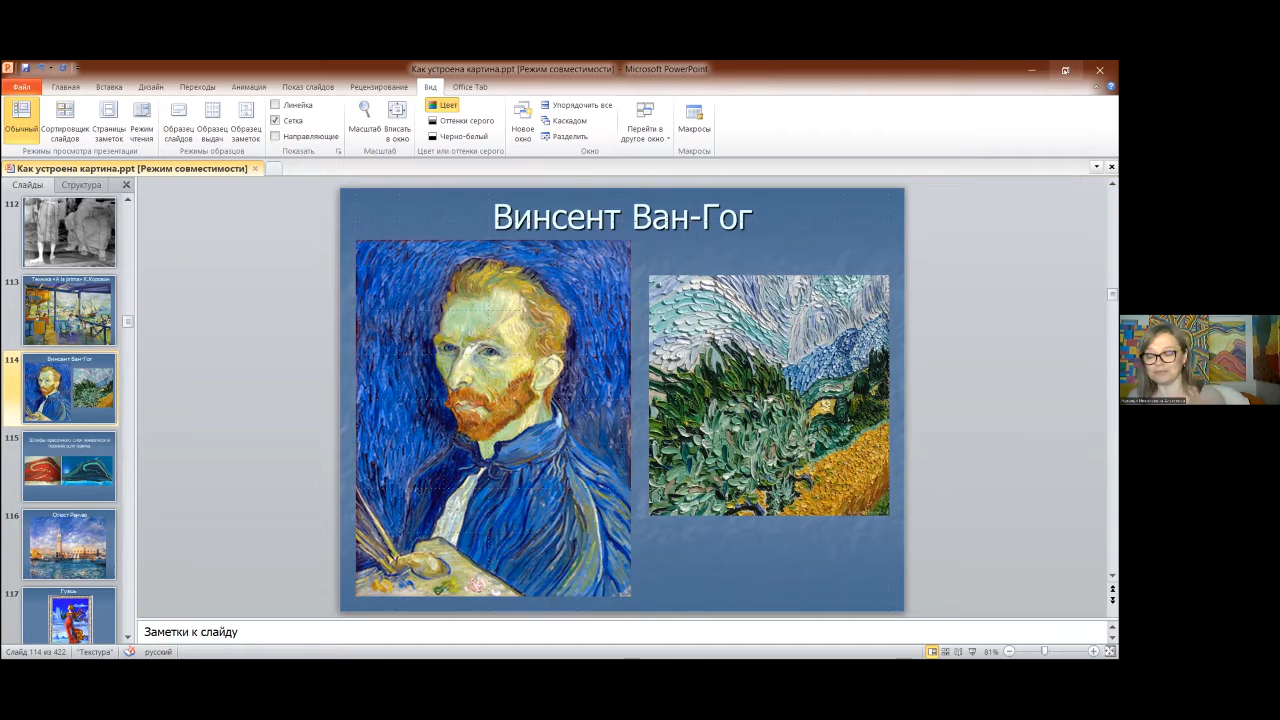 Как устроена картина.ppt [Режим совместимости] - Microsoft PowerPoint
Файл Главная Вставка Дизайн Переходы Анимация Показ слайдов Рецензирование Вид Office Tab
Обычный
Сортировщик слайдов
Страницы заметок
Режим чтения
Режимы просмотра презентации
Образец слайдов
Образец выдач
Образец заметок
Режимы образцов
Линейка
Сетка
Направляющие
Показать
Масштаб
Вписать в окно
Масштаб
Цвет
Оттенки серого
Черно-белый
Цвет или оттенки серого
Новое окно
Упорядочить все
Каскадом
Разделить
Перейти в другое окно
Окно
Макросы
Макросы
Как устроена картина.ppt [Режим совместимости]
Слайды Структура
112
113
Техника «A la prima» К.Коровин
114
Винсент Ван-Гог
115
116
Огюст Ренуар
117
Гуашь
Винсент Ван-Гог
Заметки к слайду
Слайд 114 из 422 "Текстура" русский 81%